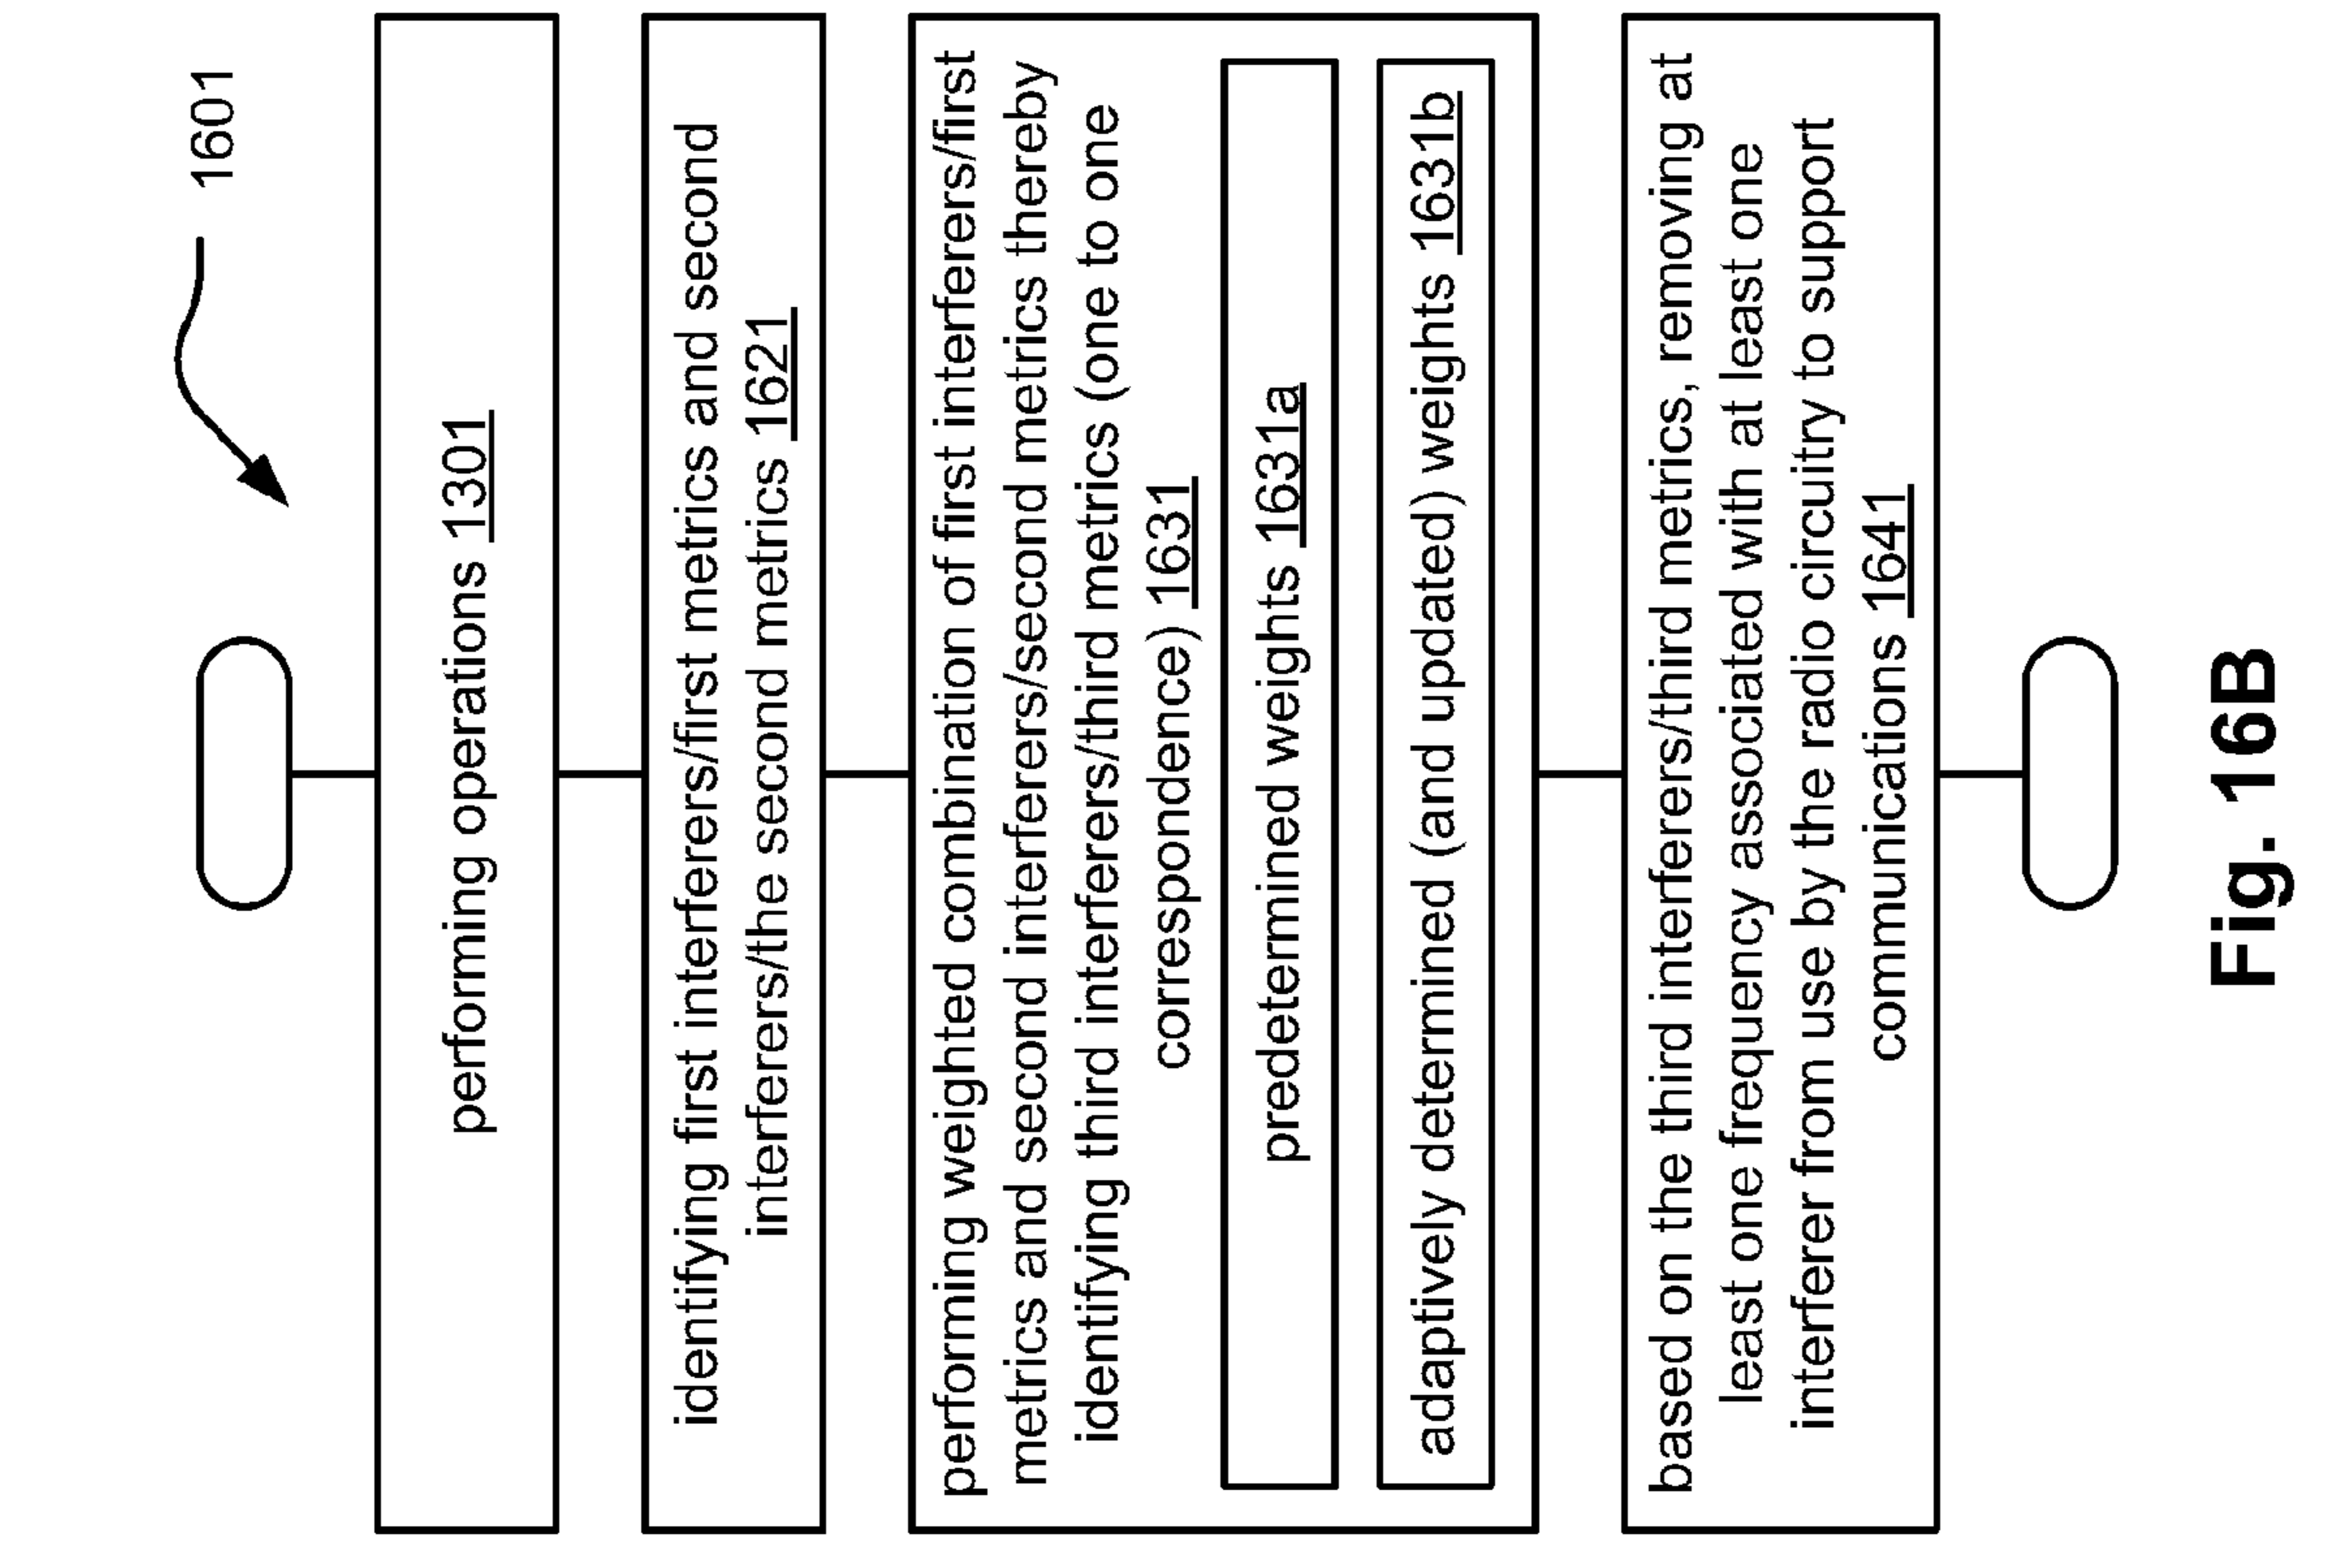 1601
performing operations 1301
identifying first interferers/first metrics and second
interferers/the second metrics 1621
performing weighted combination of first interferers/first
metrics and second interferers/second metrics thereby
identifying third interferers/third metrics (one to one
correspondence) 1631
predetermined weights 1631a
adaptively determined (and updated) weights 1631b
based on the third interferers/third metrics, removing at
least one frequency associated with at least one
interferer from use by the radio circuitry to support
communications 1641
Fig. 16B